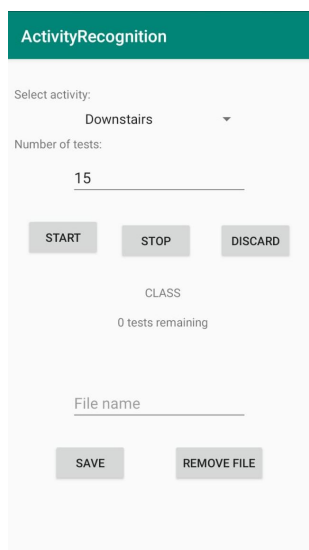 ActivityRecognition
Select activity:
Downstairs
Number of tests:
15
START STOP DISCARD
CLASS
0 tests remaining
File name
SAVE REMOVE FILE